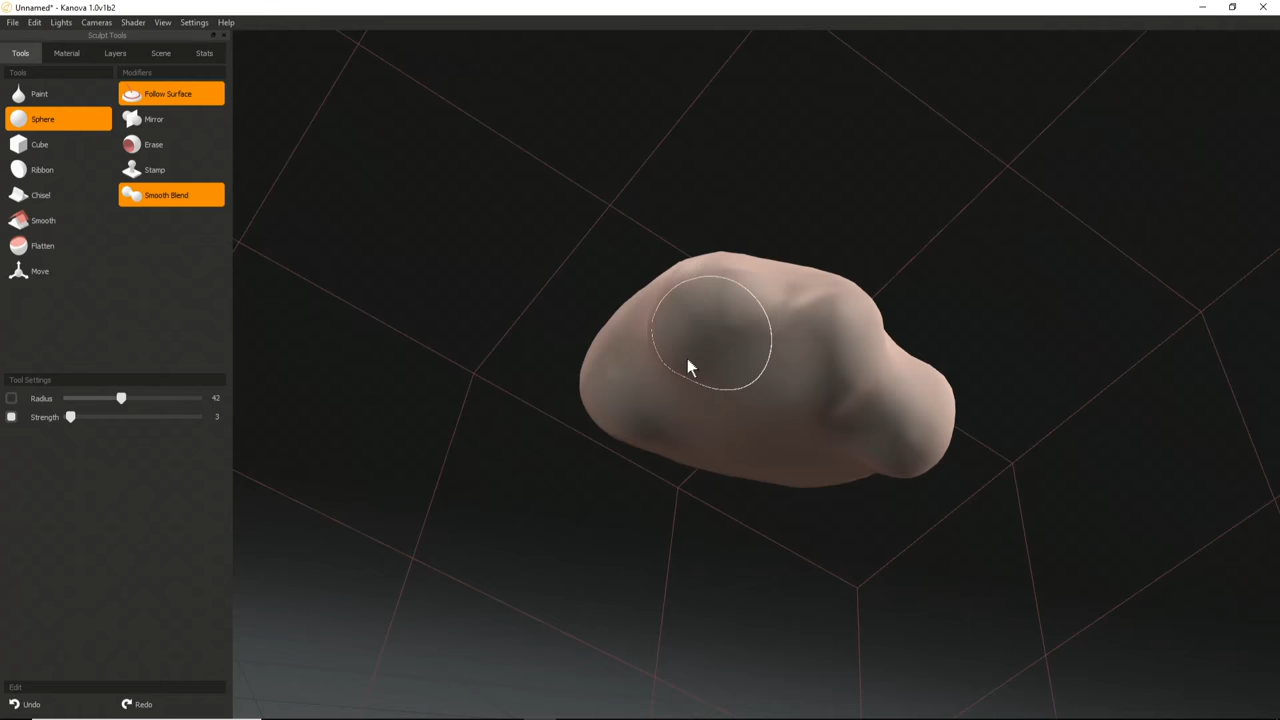 Unnamed* - Kanova 1.0v1b2
File Edit Lights Cameras Shader View Settings Help
Sculpt Tools
Tools Material Layers Scene Stats
Tools Modifiers
Paint Follow Surface
Sphere Mirror
Cube Erase
Ribbon Stamp
Chisel Smooth Blend
Smooth
Flatten
Move
Tool Settings
Radius 42
Strength 3
Edit
Undo Redo